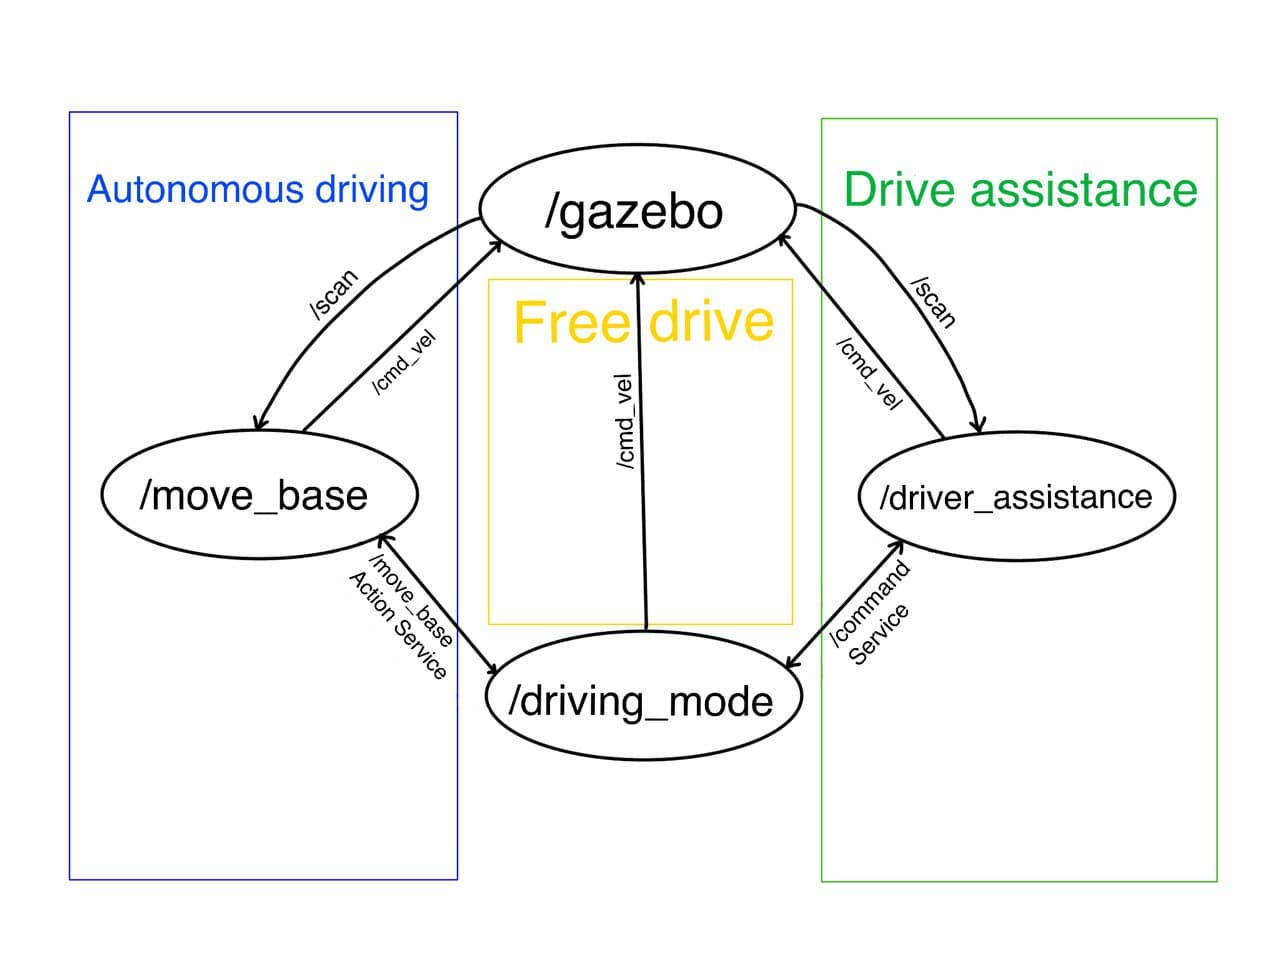 Autonomous driving
/gazebo
Drive assistance
/scan
/cmd_vel
Free drive
/cmd_vel
/cmd_vel
/scan
/move_base
/driver_assistance
/move_base
Action Service
/command
Service
/driving_mode